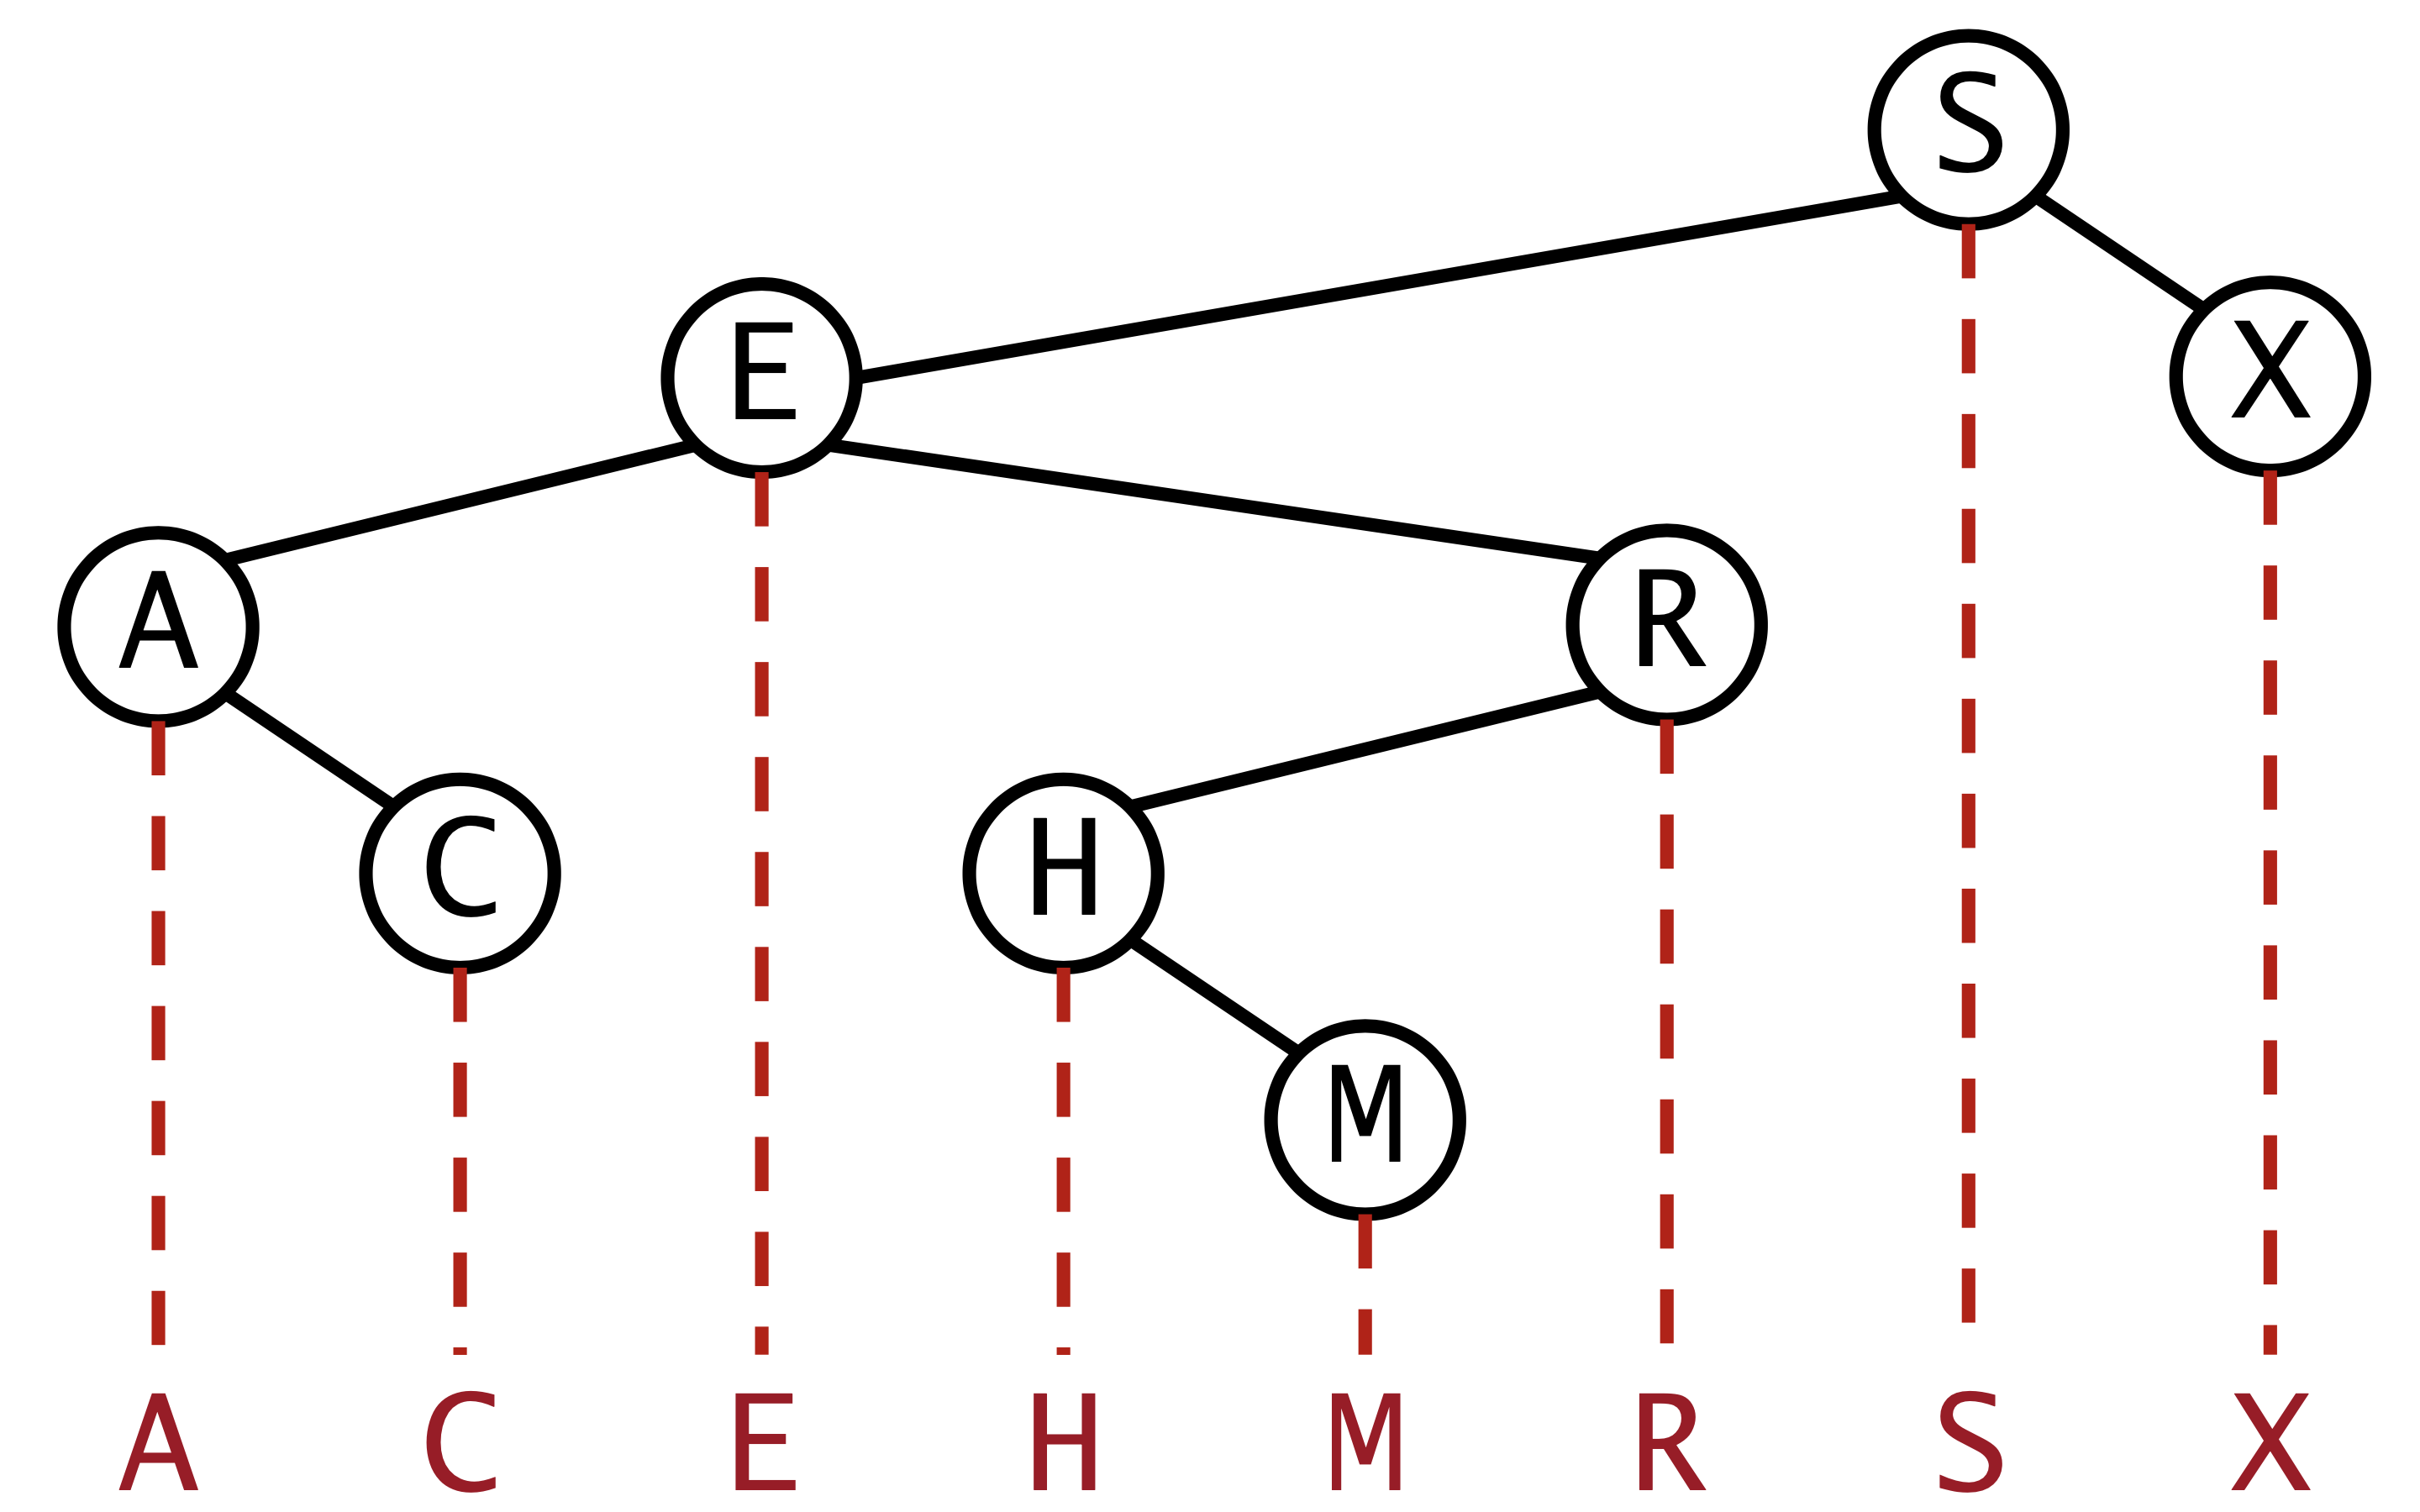 S
E X
A R
C H
M
A C E H M R S X